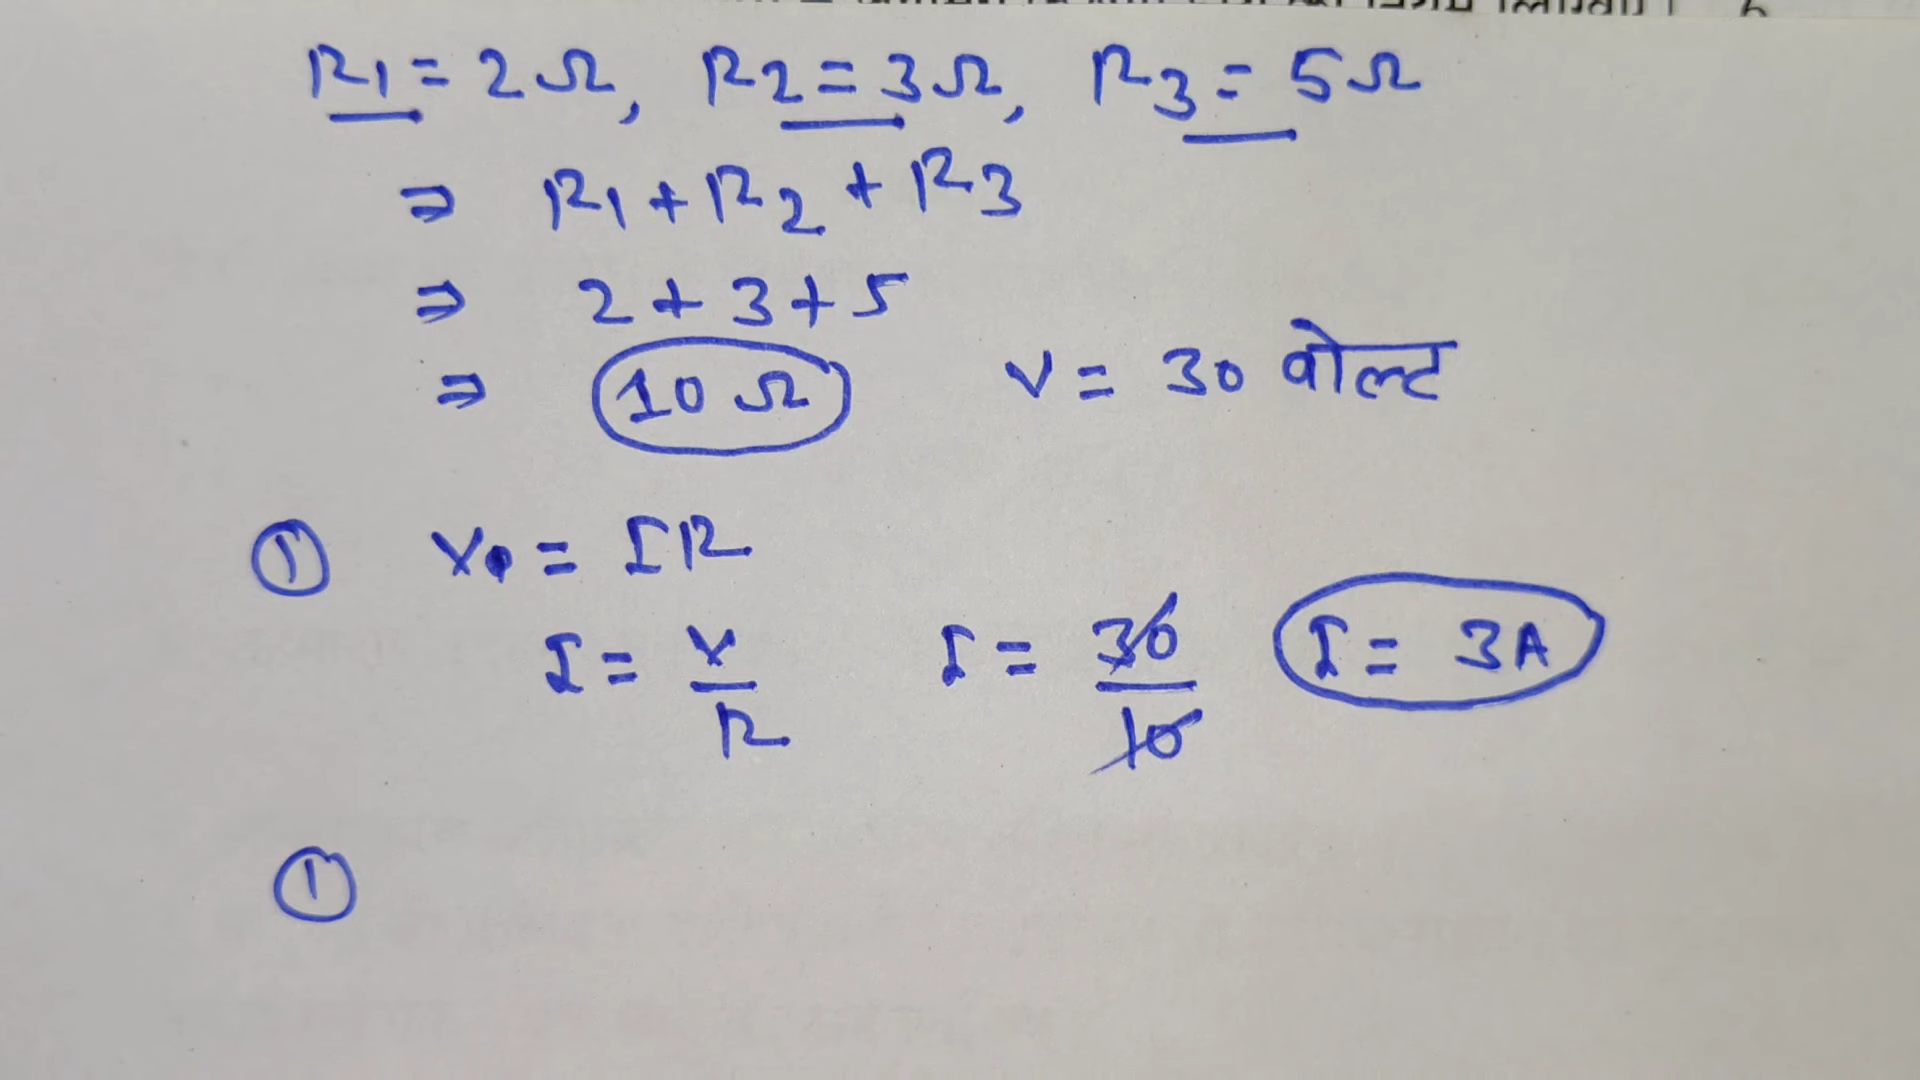 R1 = 2Ω, R2 = 3Ω, R3 = 5Ω
⇒ R1 + R2 + R3
⇒ 2 + 3 + 5
⇒ 10 Ω V = 30 वोल्ट
① V = IR
I = V/R I = 30/10 I = 3A
①